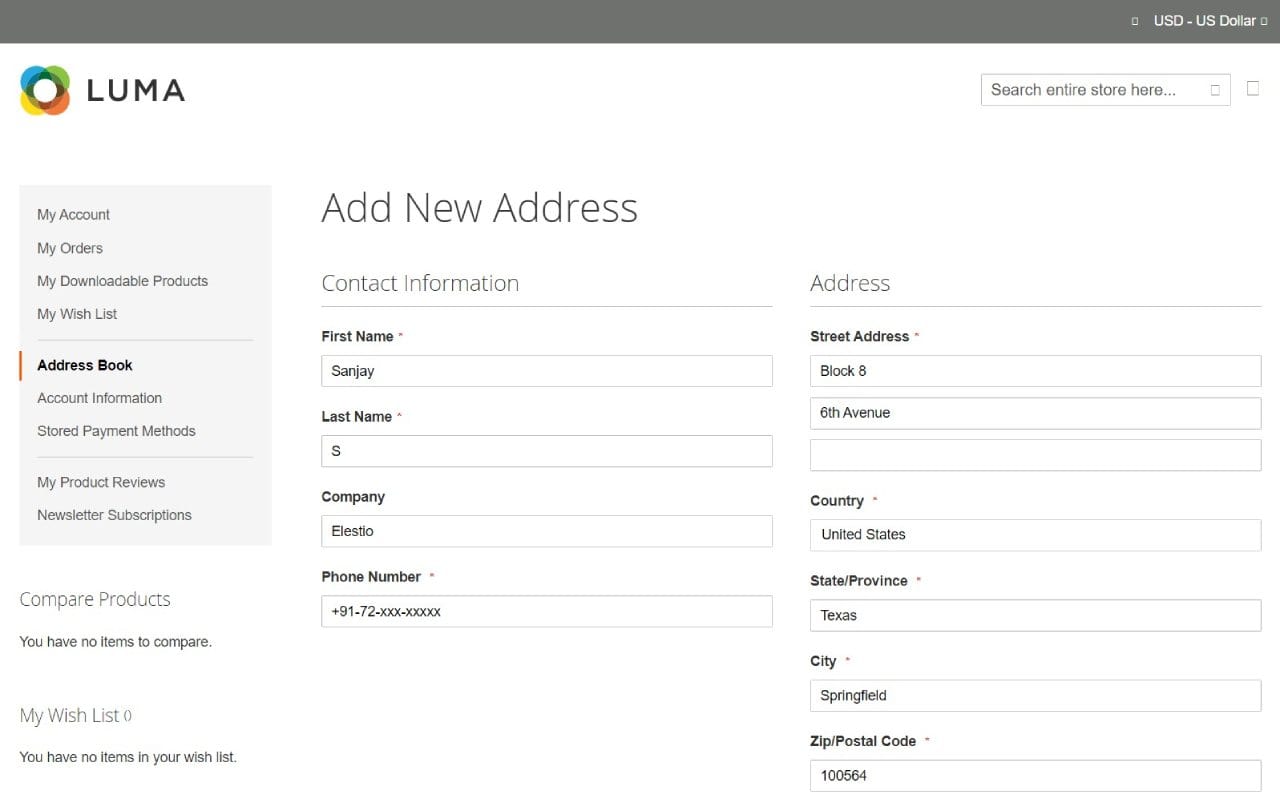 USD - US Dollar
LUMA
Search entire store here...
My Account
My Orders
My Downloadable Products
My Wish List
Address Book
Account Information
Stored Payment Methods
My Product Reviews
Newsletter Subscriptions
Compare Products
You have no items to compare.
My Wish List ()
You have no items in your wish list.
Add New Address
Contact Information
First Name *
Sanjay
Last Name *
S
Company
Elestio
Phone Number *
+91-72-xxx-xxxxx
Address
Street Address *
Block 8
6th Avenue
Country *
United States
State/Province *
Texas
City *
Springfield
Zip/Postal Code *
100564